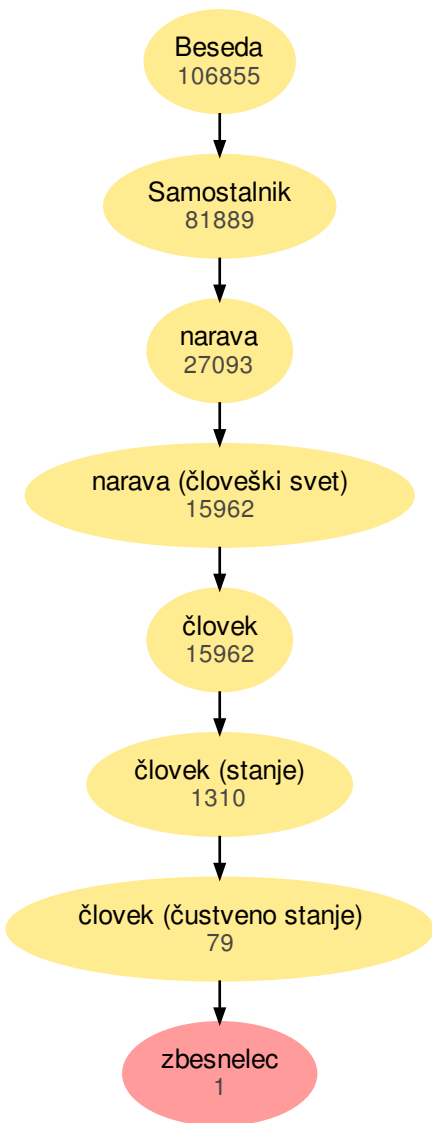 Beseda
106855
Samostalnik
81889
narava
27093
narava (človeški svet)
15962
človek
15962
človek (stanje)
1310
človek (čustveno stanje)
79
zbesnelec
1